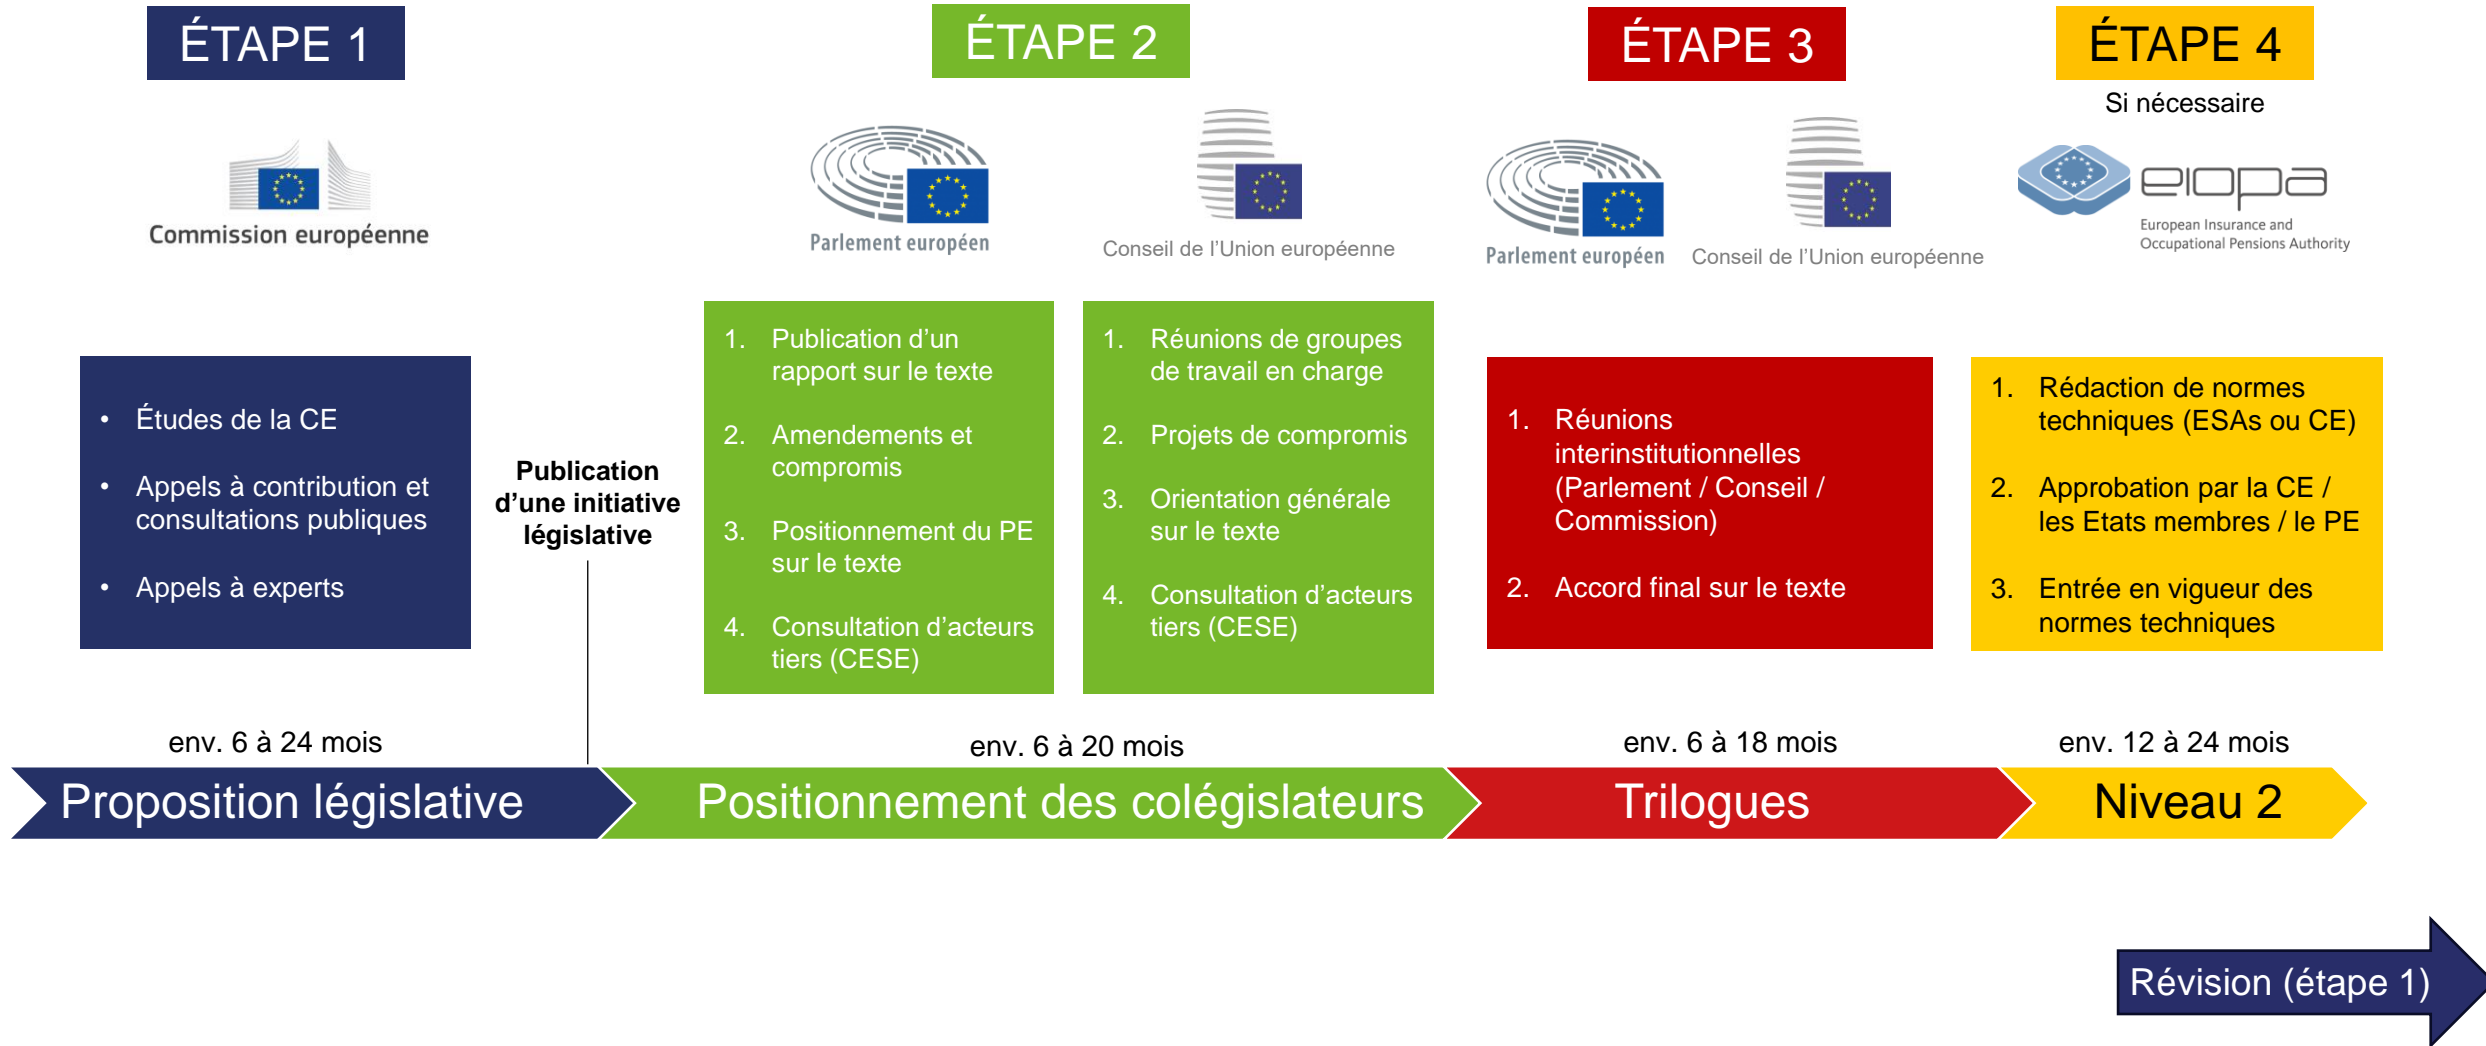 ÉTAPE 1
Commission européenne
• Études de la CE
• Appels à contribution et
consultations publiques
• Appels à experts
Publication
d’une initiative
législative
ÉTAPE 2
Parlement européen
Conseil de l’Union européenne
1. Publication d’un
rapport sur le texte
2. Amendements et
compromis
3. Positionnement du PE
sur le texte
4. Consultation d’acteurs
tiers (CESE)
1. Réunions de groupes
de travail en charge
2. Projets de compromis
3. Orientation générale
sur le texte
4. Consultation d’acteurs
tiers (CESE)
ÉTAPE 3
Parlement européen
Conseil de l’Union européenne
1. Réunions
interinstitutionnelles
(Parlement / Conseil /
Commission)
2. Accord final sur le texte
ÉTAPE 4
Si nécessaire
eiopa
European Insurance and
Occupational Pensions Authority
1. Rédaction de normes
techniques (ESAs ou CE)
2. Approbation par la CE /
les Etats membres / le PE
3. Entrée en vigueur des
normes techniques
env. 6 à 24 mois
env. 6 à 20 mois
env. 6 à 18 mois
env. 12 à 24 mois
Proposition législative
Positionnement des colégislateurs
Trilogues
Niveau 2
Révision (étape 1)